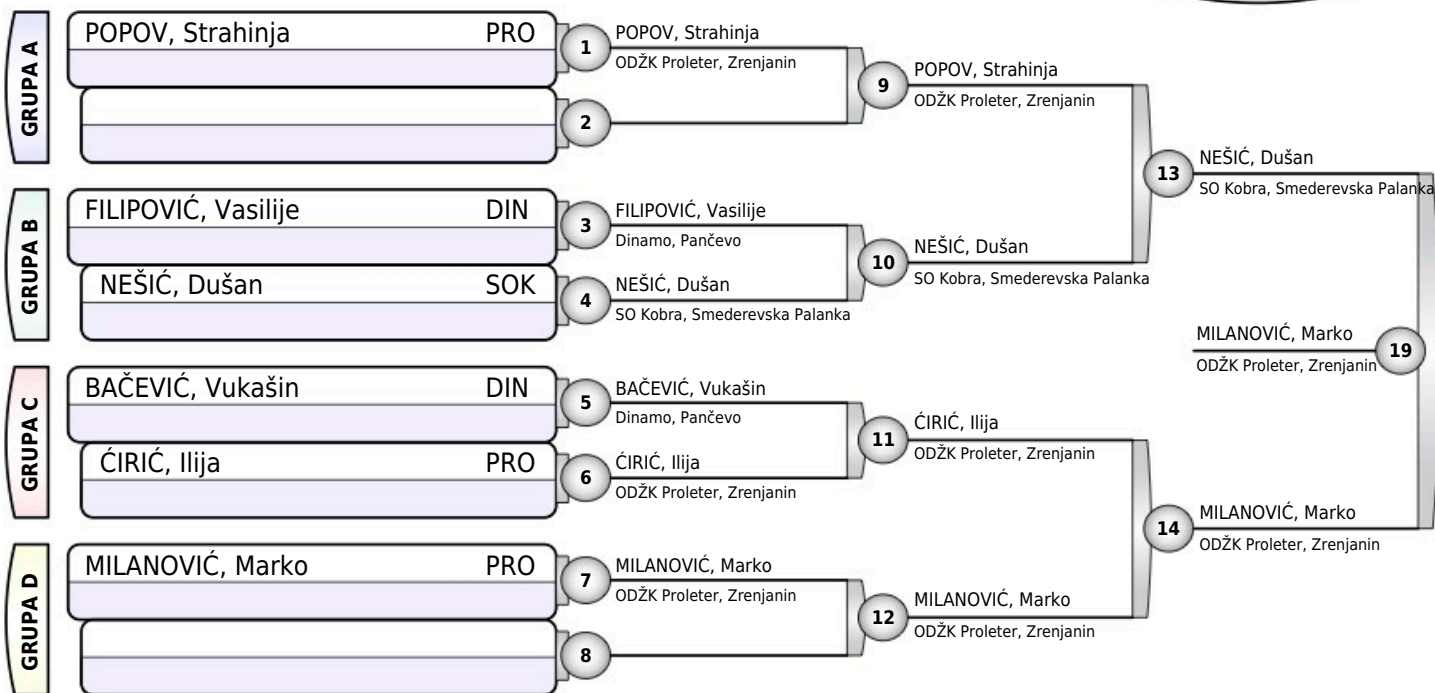 GRUPA A
POPOV, Strahinja PRO
1
POPOV, Strahinja
ODŽK Proleter, Zrenjanin
2
9
POPOV, Strahinja
ODŽK Proleter, Zrenjanin
GRUPA B
FILIPOVIĆ, Vasilije DIN
3
FILIPOVIĆ, Vasilije
Dinamo, Pančevo
NEŠIĆ, Dušan SOK
4
NEŠIĆ, Dušan
SO Kobra, Smederevska Palanka
10
NEŠIĆ, Dušan
SO Kobra, Smederevska Palanka
13
NEŠIĆ, Dušan
SO Kobra, Smederevska Palanka
GRUPA C
BAČEVIĆ, Vukašin DIN
5
BAČEVIĆ, Vukašin
Dinamo, Pančevo
ĆIRIĆ, Ilija PRO
6
ĆIRIĆ, Ilija
ODŽK Proleter, Zrenjanin
11
ĆIRIĆ, Ilija
ODŽK Proleter, Zrenjanin
GRUPA D
MILANOVIĆ, Marko PRO
7
MILANOVIĆ, Marko
ODŽK Proleter, Zrenjanin
8
12
MILANOVIĆ, Marko
ODŽK Proleter, Zrenjanin
14
MILANOVIĆ, Marko
ODŽK Proleter, Zrenjanin
MILANOVIĆ, Marko
ODŽK Proleter, Zrenjanin
19